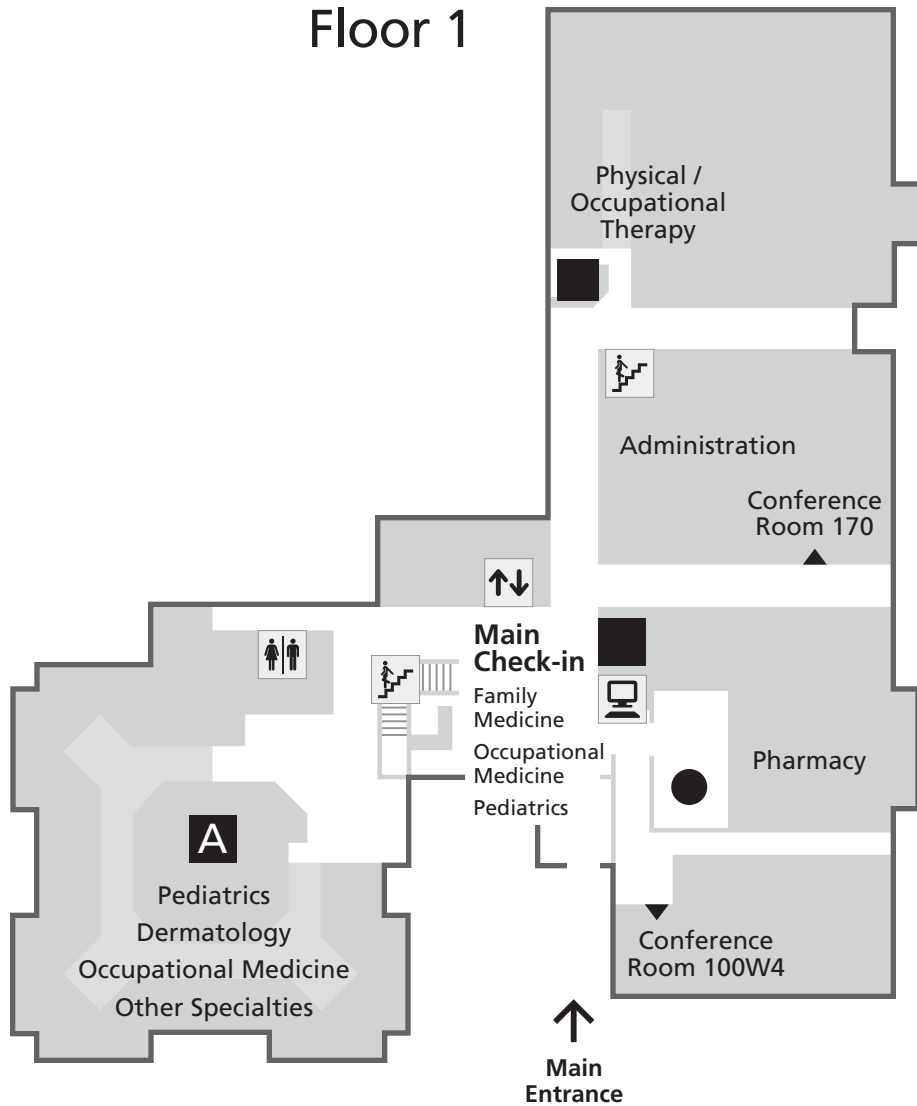 Floor 1
Physical /
Occupational
Therapy
Administration
Conference
Room 170
Main
Check-in
Family
Medicine
Occupational
Medicine
Pediatrics
Pharmacy
A
Pediatrics
Dermatology
Occupational Medicine
Other Specialties
Conference
Room 100W4
Main
Entrance